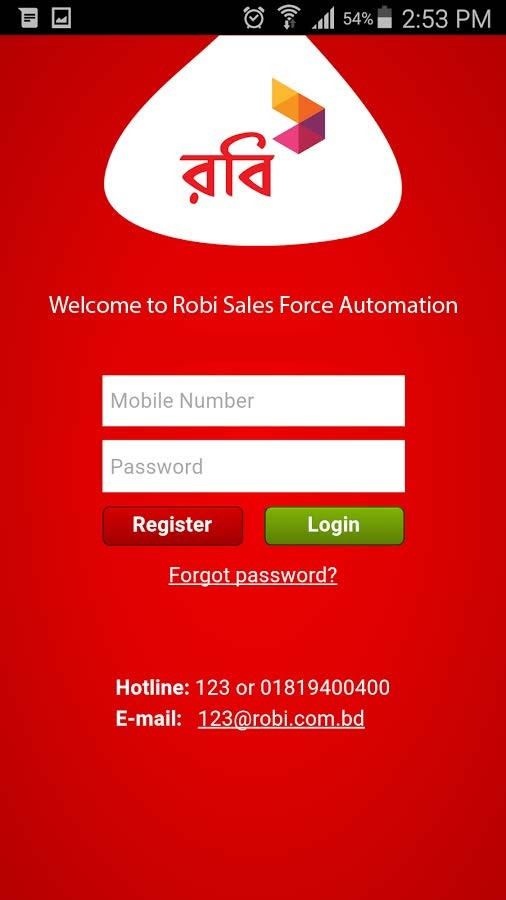 54% 2:53 PM
রবি
Welcome to Robi Sales Force Automation
Mobile Number
Password
Register Login
Forgot password?
Hotline: 123 or 01819400400
E-mail: 123@robi.com.bd